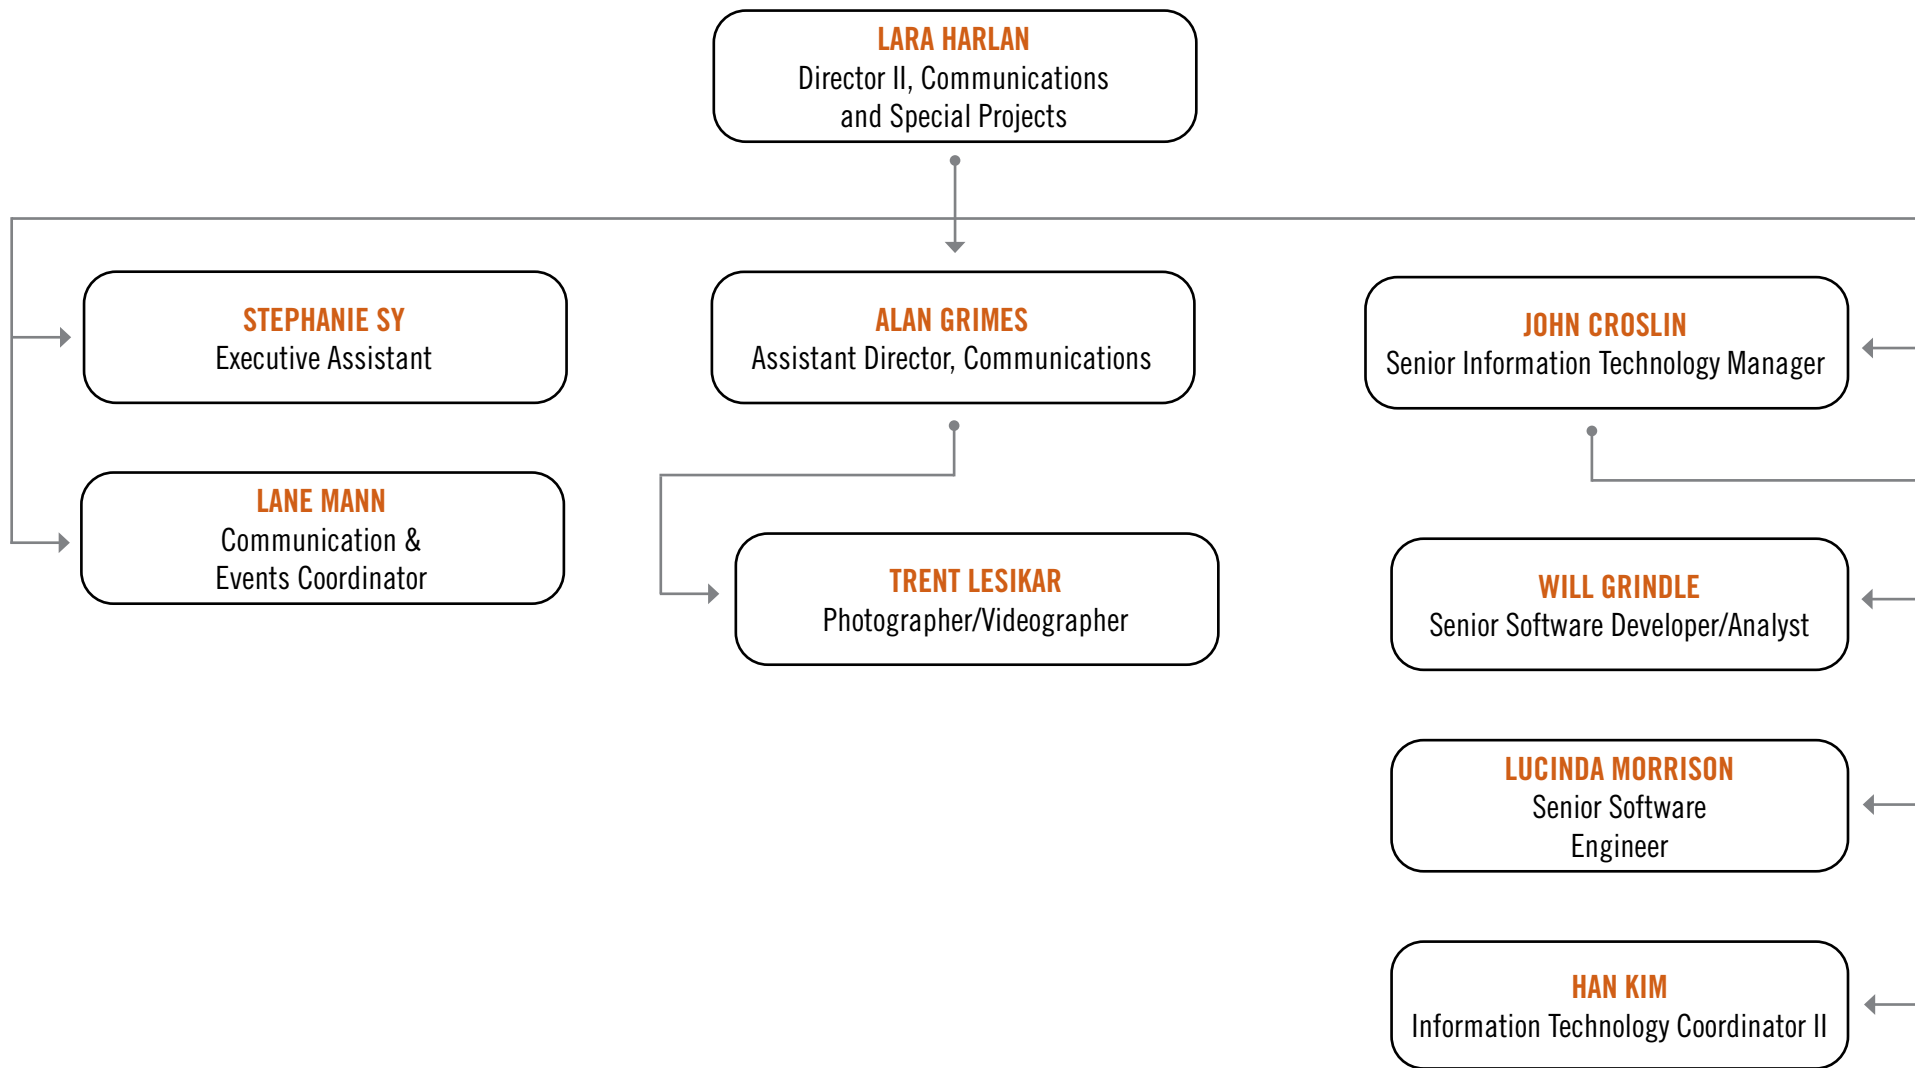 LARA HARLAN
Director II, Communications
and Special Projects
STEPHANIE SY
Executive Assistant
ALAN GRIMES
Assistant Director, Communications
JOHN CROSLIN
Senior Information Technology Manager
LANE MANN
Communication &
Events Coordinator
TRENT LESIKAR
Photographer/Videographer
WILL GRINDLE
Senior Software Developer/Analyst
LUCINDA MORRISON
Senior Software
Engineer
HAN KIM
Information Technology Coordinator II